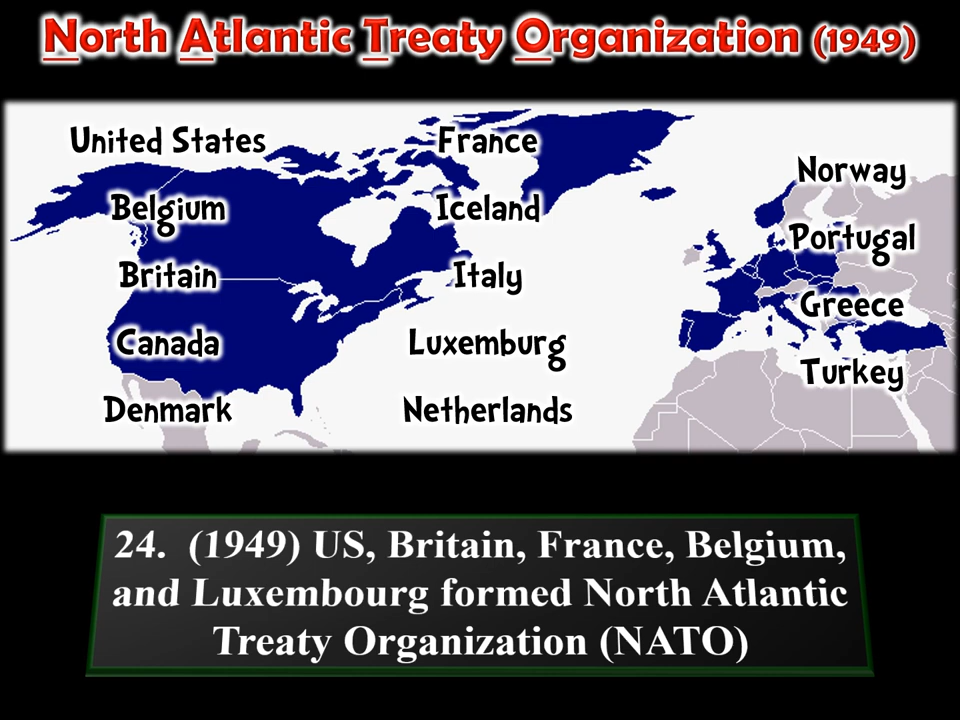 North Atlantic Treaty Organization (1949)
United States
Belgium
Britain
Canada
Denmark
France
Iceland
Italy
Luxemburg
Netherlands
Norway
Portugal
Greece
Turkey
24.  (1949) US, Britain, France, Belgium,
and Luxembourg formed North Atlantic
Treaty Organization (NATO)